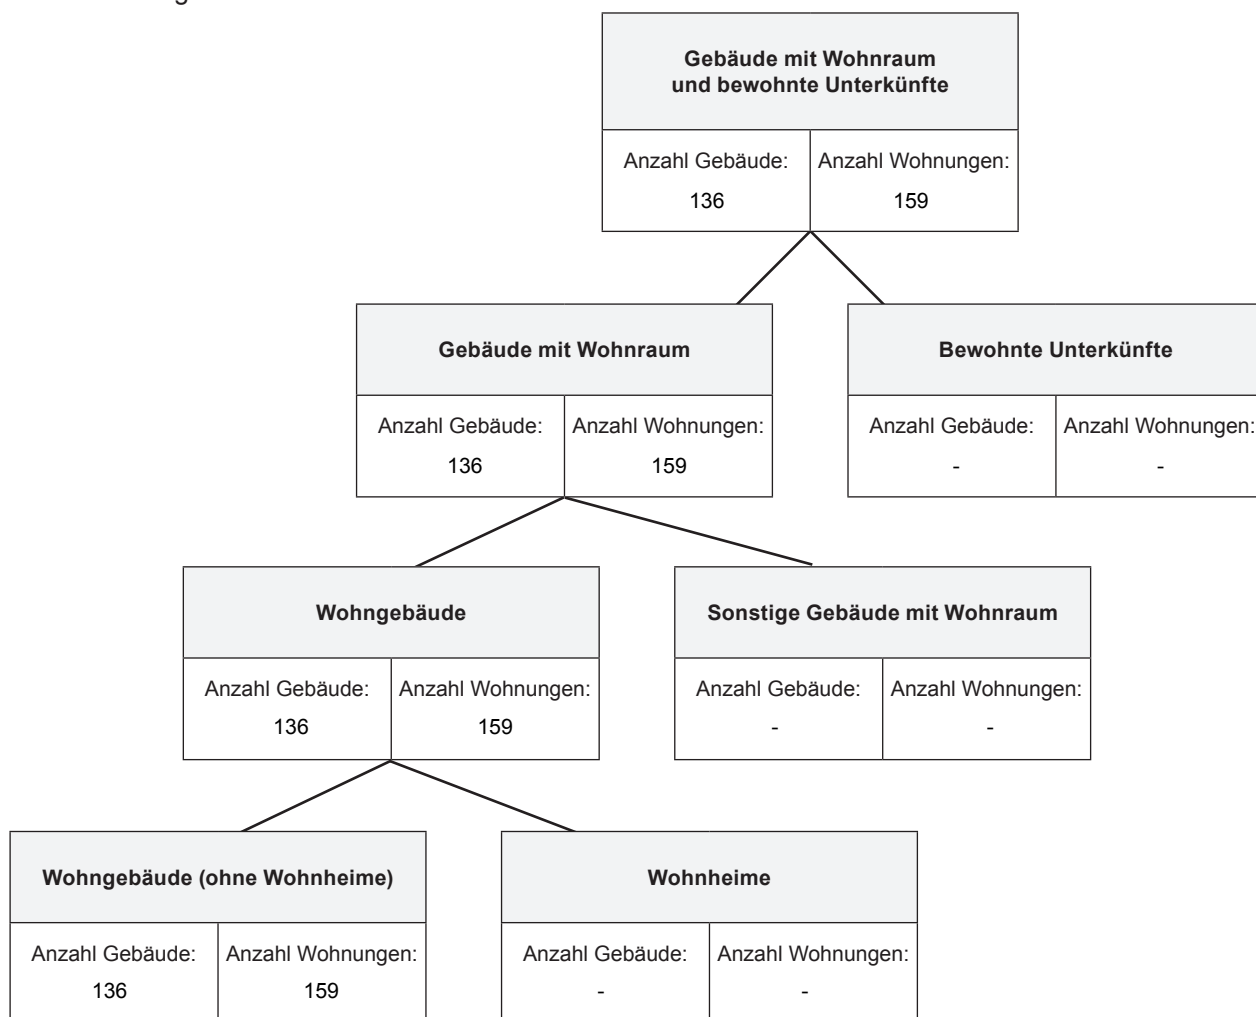 Gebäude mit Wohnraum
und bewohnte Unterkünfte
Anzahl Gebäude: Anzahl Wohnungen:
136 159
Gebäude mit Wohnraum Bewohnte Unterkünfte
Anzahl Gebäude: Anzahl Wohnungen: Anzahl Gebäude: Anzahl Wohnungen:
136 159 - -
Wohngebäude Sonstige Gebäude mit Wohnraum
Anzahl Gebäude: Anzahl Wohnungen: Anzahl Gebäude: Anzahl Wohnungen:
136 159 - -
Wohngebäude (ohne Wohnheime) Wohnheime
Anzahl Gebäude: Anzahl Wohnungen: Anzahl Gebäude: Anzahl Wohnungen:
136 159 - -